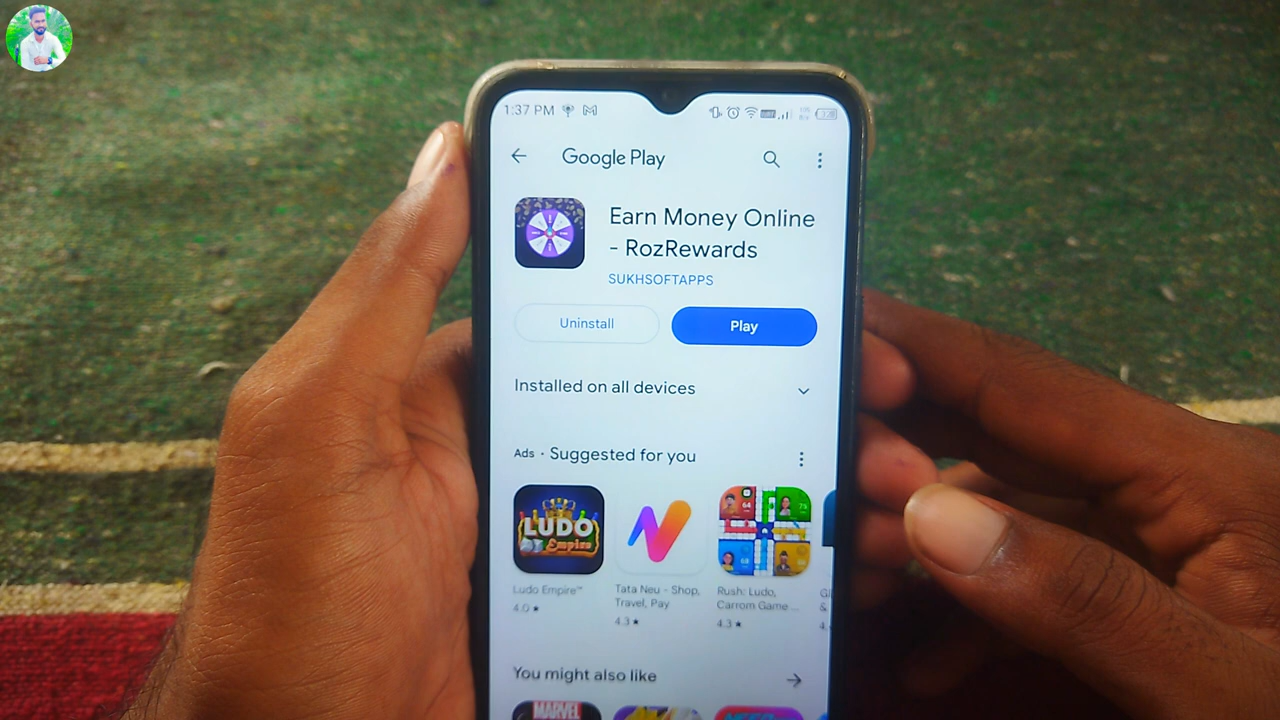 1:37 PM
Google Play
Earn Money Online
- RozRewards
SUKHSOFTAPPS
Uninstall
Play
Installed on all devices
Ads · Suggested for you
LUDO
Empire
Ludo Empire™
4.0 ★
Tata Neu - Shop,
Travel, Pay
4.3 ★
64
73
Rush: Ludo,
Carrom Game ...
4.3 ★
You might also like
MARVEL